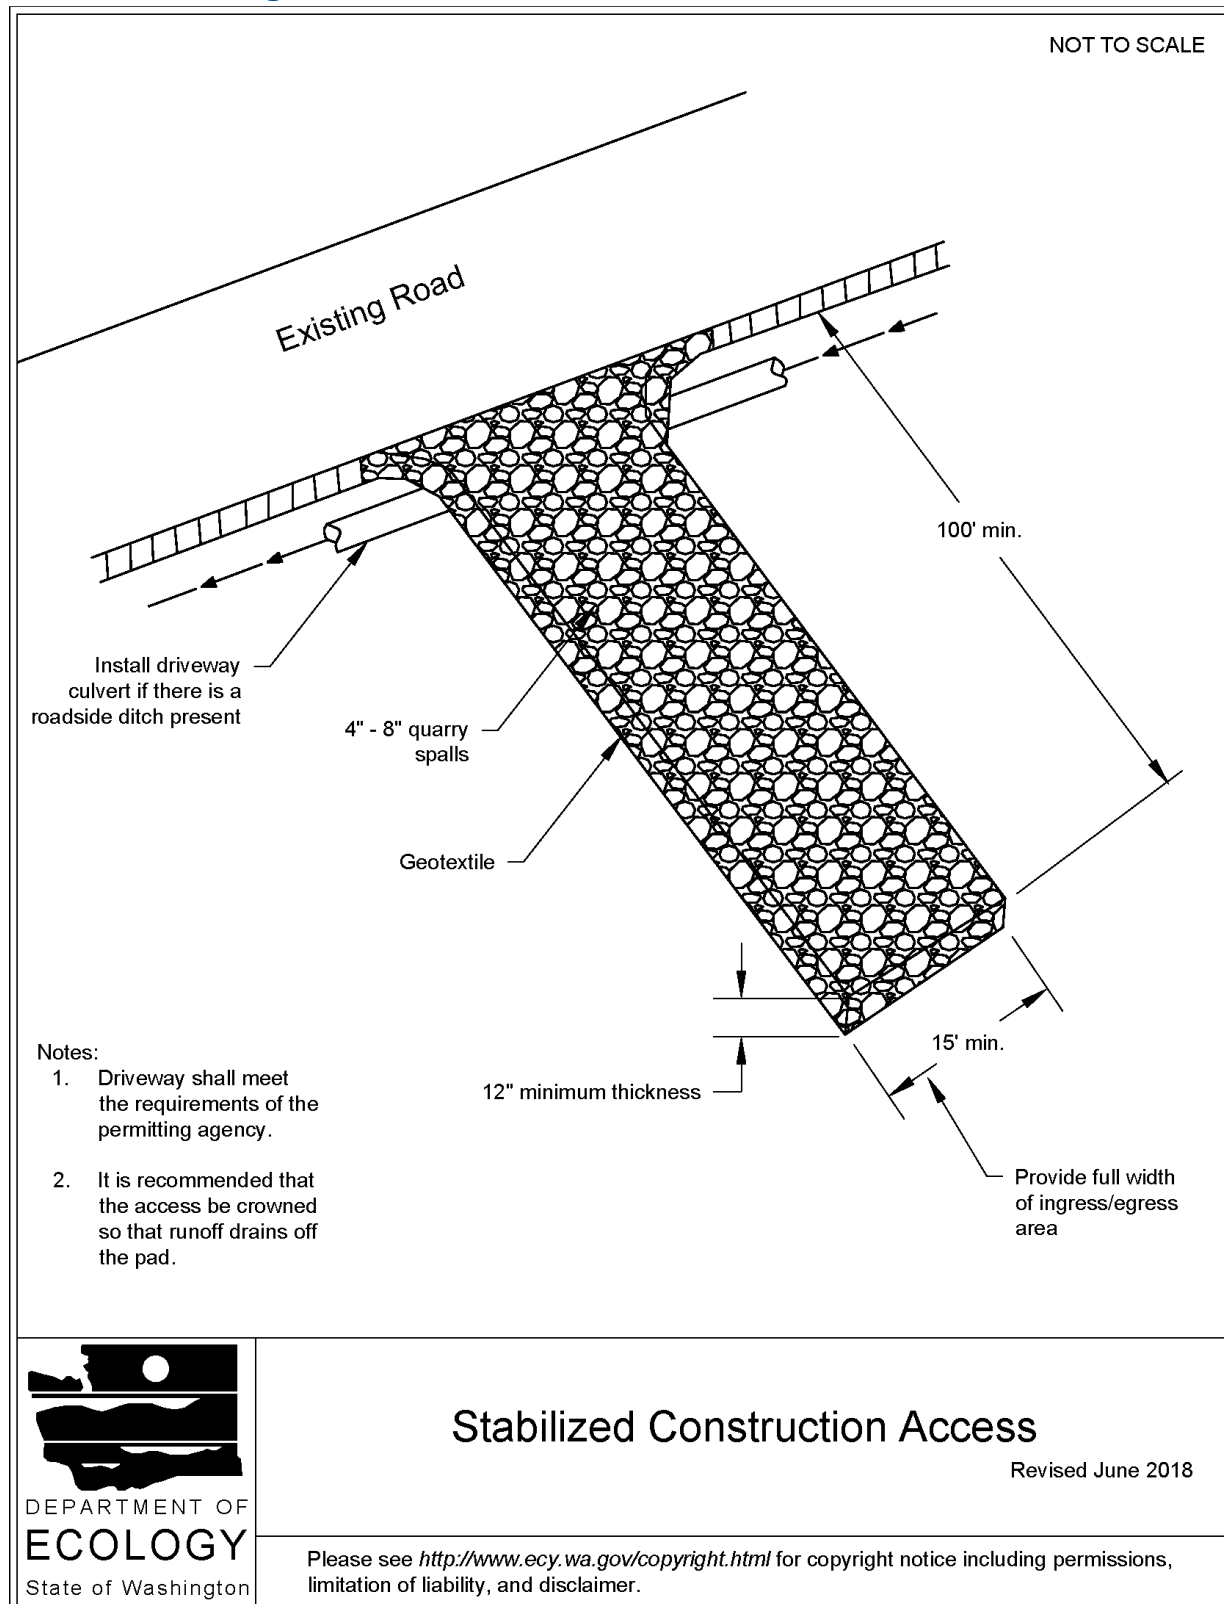 NOT TO SCALE
Existing Road
100' min.
Install driveway
culvert if there is a
roadside ditch present
4" - 8" quarry
spalls
Geotextile
12" minimum thickness
15' min.
Provide full width
of ingress/egress
area
Notes:
1. Driveway shall meet
the requirements of the
permitting agency.
2. It is recommended that
the access be crowned
so that runoff drains off
the pad.
DEPARTMENT OF
ECOLOGY
State of Washington
Stabilized Construction Access
Revised June 2018
Please see http://www.ecy.wa.gov/copyright.html for copyright notice including permissions,
limitation of liability, and disclaimer.